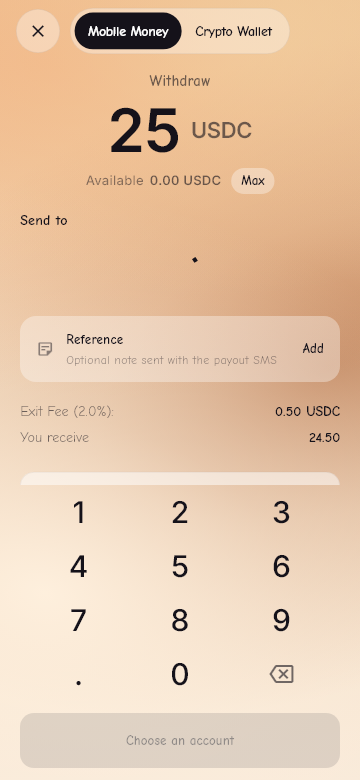 Mobile Money
Crypto Wallet
Withdraw
25 USDC
Available 0.00 USDC Max
Send to
Reference
Optional note sent with the payout SMS
Add
Exit Fee (2.0%): 0.50 USDC
You receive 24.50
1 2 3
4 5 6
7 8 9
. 0
Choose an account